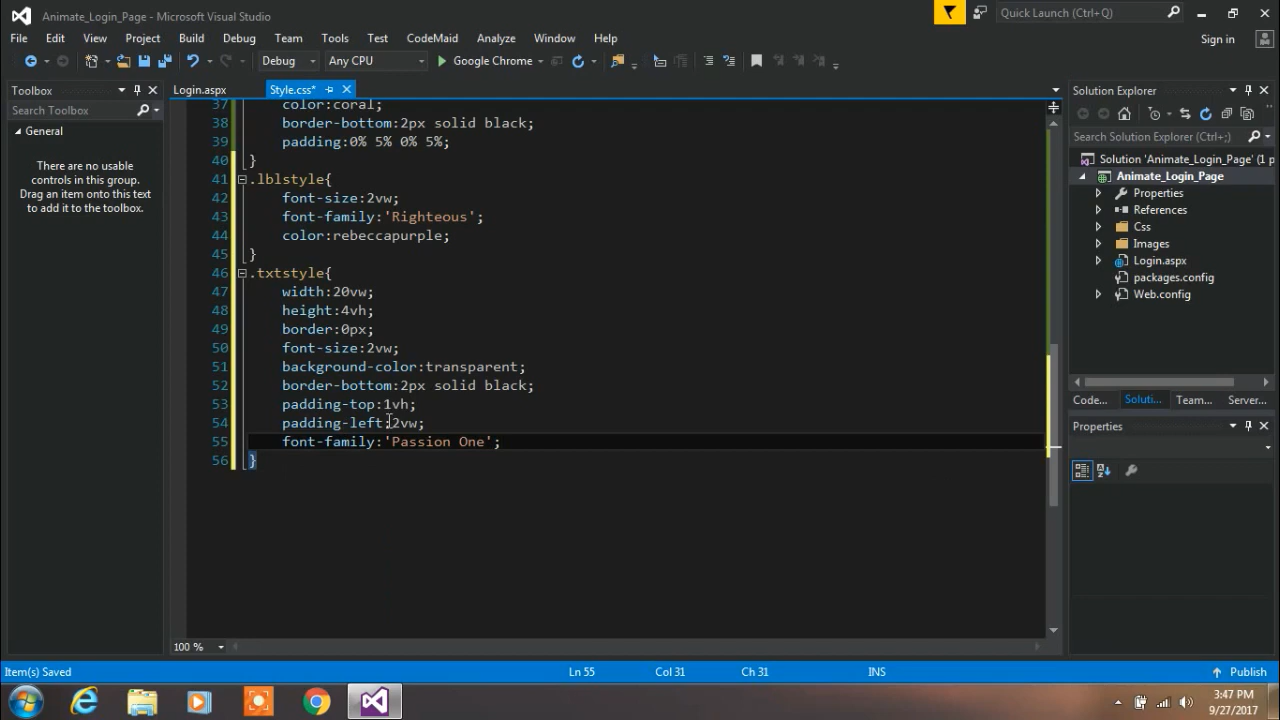 Animate_Login_Page - Microsoft Visual Studio
Quick Launch (Ctrl+Q)
File Edit View Project Build Debug Team Tools Test CodeMaid Analyze Window Help
Sign in
Debug Any CPU Google Chrome
Toolbox
Search Toolbox
General
There are no usable
controls in this group.
Drag an item onto this text
to add it to the toolbox.
Login.aspx Style.css*
37 color:coral;
38 border-bottom:2px solid black;
39 padding:0% 5% 0% 5%;
40 }
41 .lblstyle{
42 font-size:2vw;
43 font-family:'Righteous';
44 color:rebeccapurple;
45 }
46 .txtstyle{
47 width:20vw;
48 height:4vh;
49 border:0px;
50 font-size:2vw;
51 background-color:transparent;
52 border-bottom:2px solid black;
53 padding-top:1vh;
54 padding-left:2vw;
55 font-family:'Passion One';
56 }
100 %
Solution Explorer
Search Solution Explorer (Ctrl+;)
Solution 'Animate_Login_Page' (1 p
Animate_Login_Page
Properties
References
Css
Images
Login.aspx
packages.config
Web.config
Code... Soluti... Team... Class...
Properties
Item(s) Saved Ln 55 Col 31 Ch 31 INS Publish
3:47 PM
9/27/2017